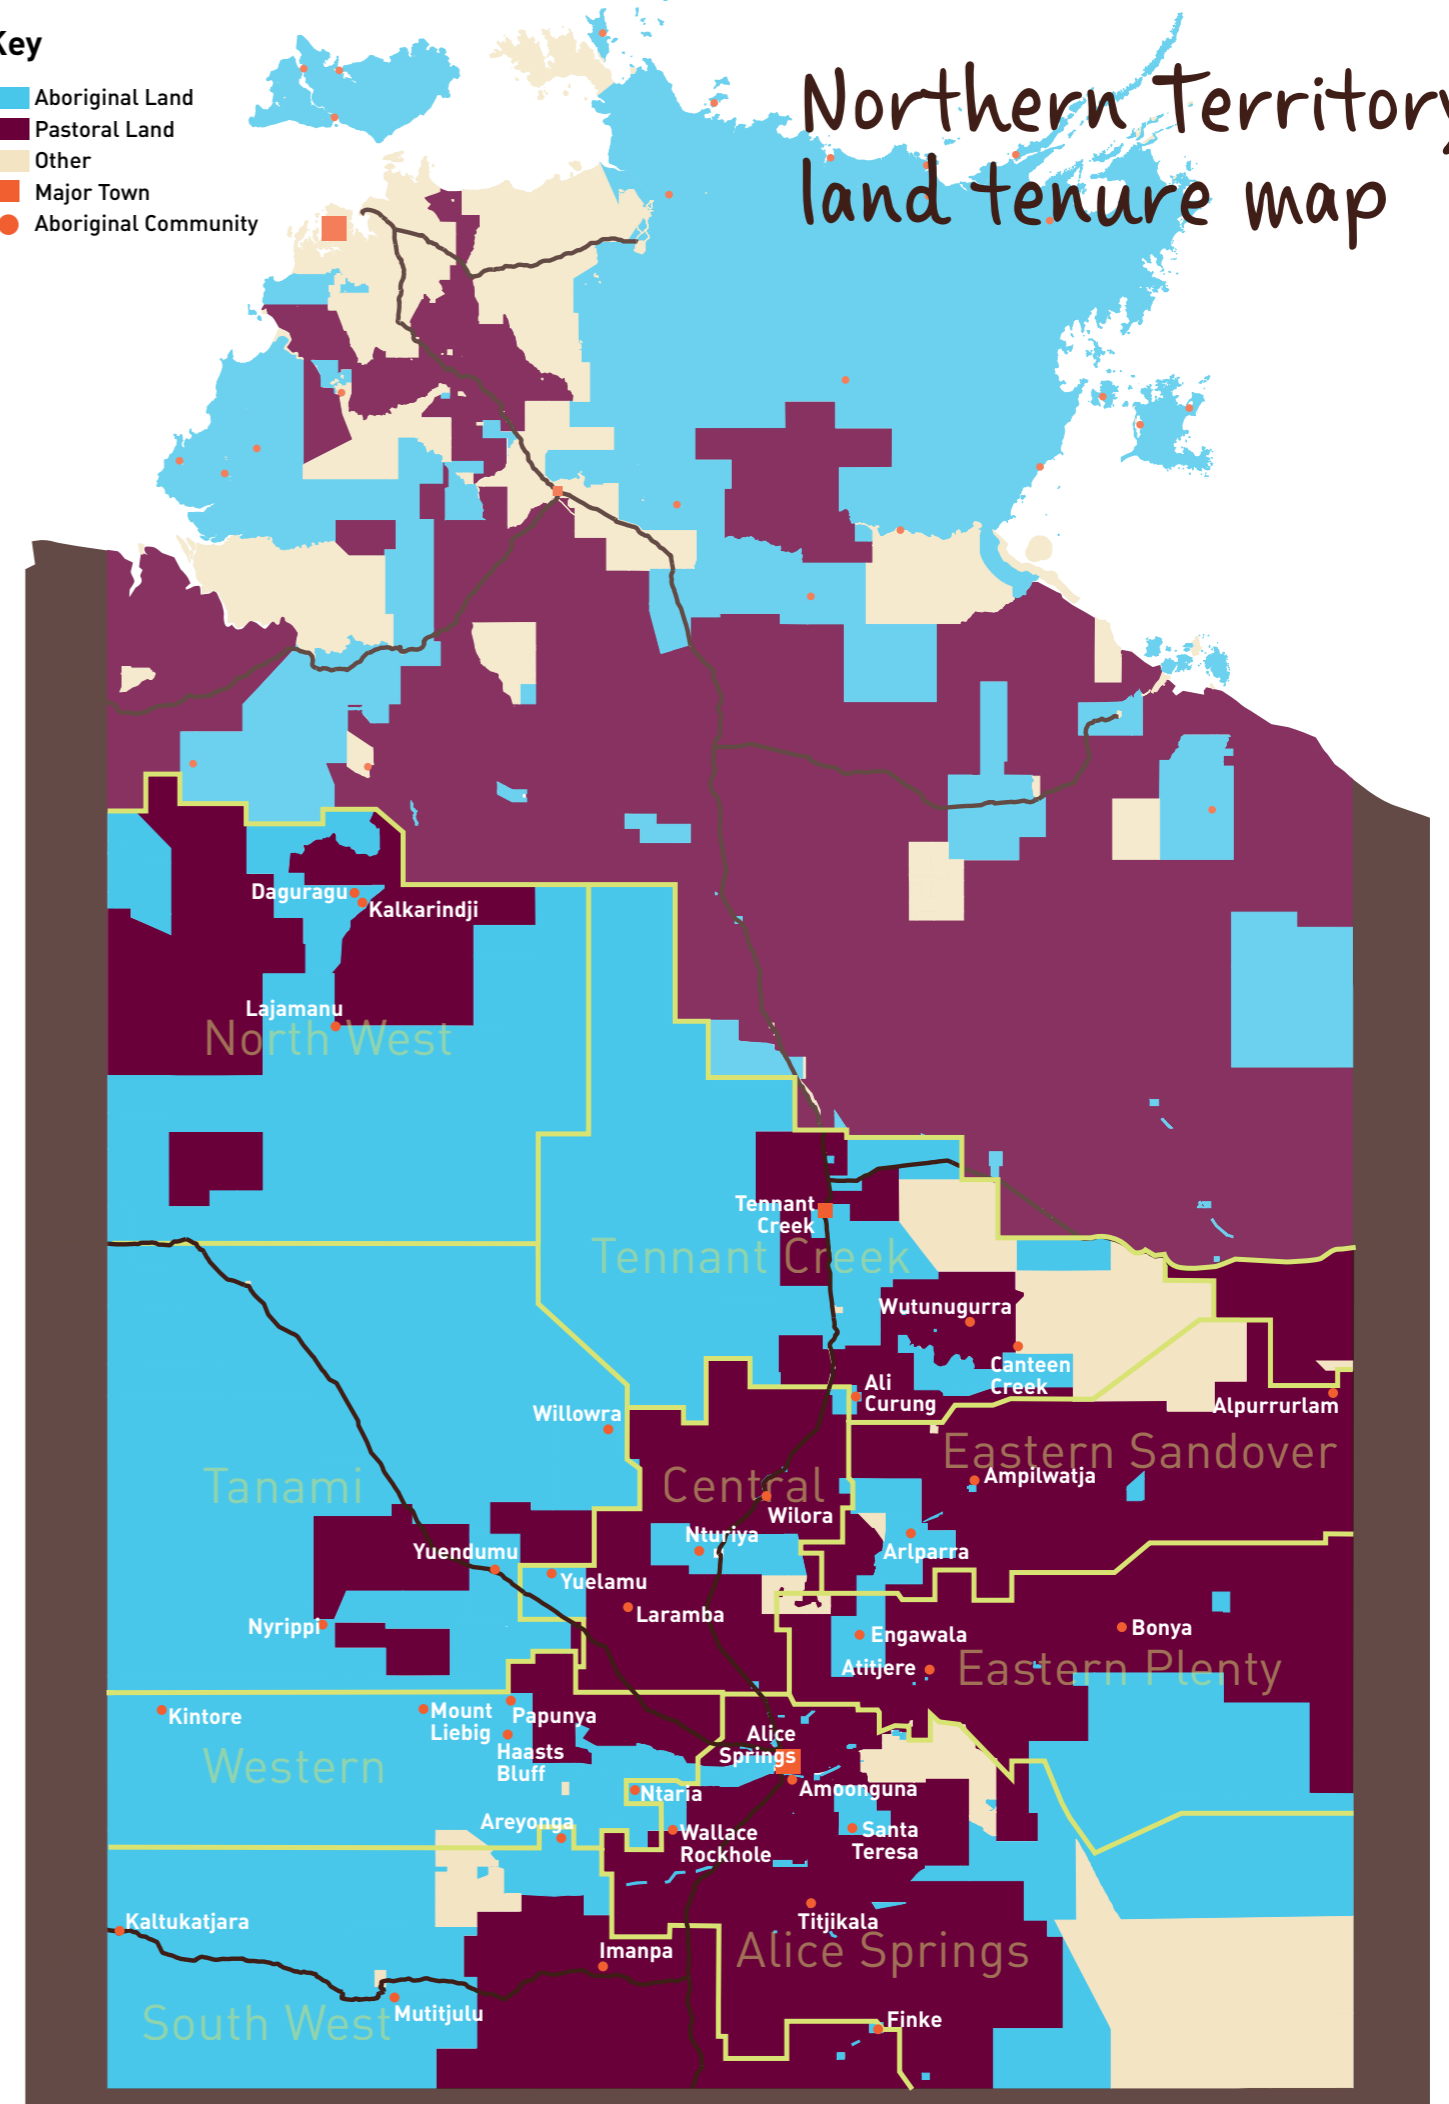 Key
Aboriginal Land
Pastoral Land
Other
Major Town
Aboriginal Community
Northern Territory
land tenure map
Daguragu
Kalkarindji
Lajamanu
North West
Tennant
Creek
Tennant Creek
Wutunugurra
Canteen
Creek
Ali
Curung
Alpurrurlam
Willowra
Eastern Sandover
Tanami
Central
Ampilwatja
Wilora
Nturiya
Arlparra
Yuendumu
Yuelamu
Laramba
Nyrippi
Engawala
Bonya
Atitjere
Eastern Plenty
Kintore
Mount
Liebig
Papunya
Haasts
Bluff
Western
Alice
Springs
Amoonguna
Ntaria
Areyonga
Wallace
Rockhole
Santa
Teresa
Kaltukatjara
Titjikala
Imanpa
Alice Springs
Mutitjulu
South West
Finke